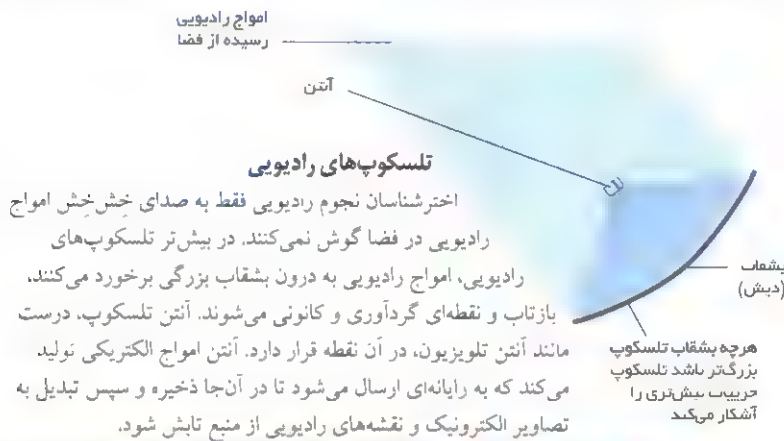 امواج رادیویی
رسیده از فضا
آنتن
تلسکوپ‌های رادیویی
اخترشناسان نجوم رادیویی فقط به صدای خِش‌خِش امواج
رادیویی در فضا گوش نمی‌کنند. در بیش‌تر تلسکوپ‌های
رادیویی، امواج رادیویی به درون بشقاب بزرگی برخورد می‌کنند،
بازتاب و نقطه‌ای گردآوری و کانونی می‌شوند. آنتن تلسکوپ، درست
مانند آنتن تلویزیون، در آن نقطه قرار دارد. آنتن امواج الکتریکی تولید
می‌کند که به رایانه‌ای ارسال می‌شود تا در آن‌جا ذخیره و سپس تبدیل به
تصاویر الکترونیک و نقشه‌های رادیویی از منبع تابش شود.
بشقاب
(دیش)
هرچه بشقاب تلسکوپ
بزرگ‌تر باشد تلسکوپ
جزییات بیش‌تری را
آشکار می‌کند